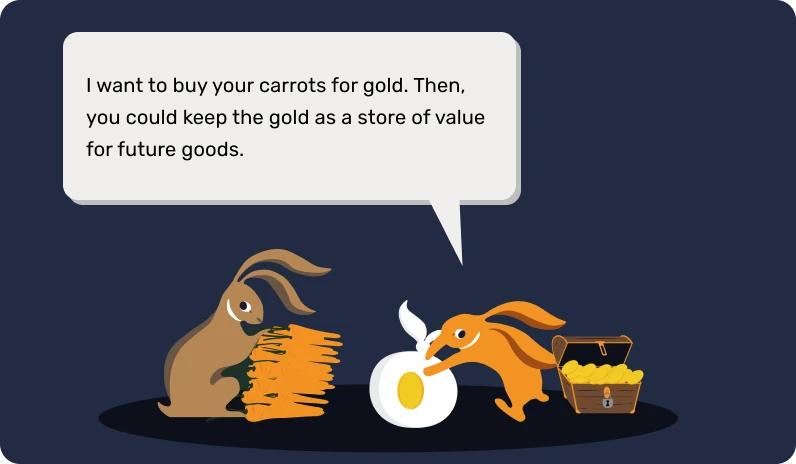 I want to buy your carrots for gold. Then,
you could keep the gold as a store of value
for future goods.